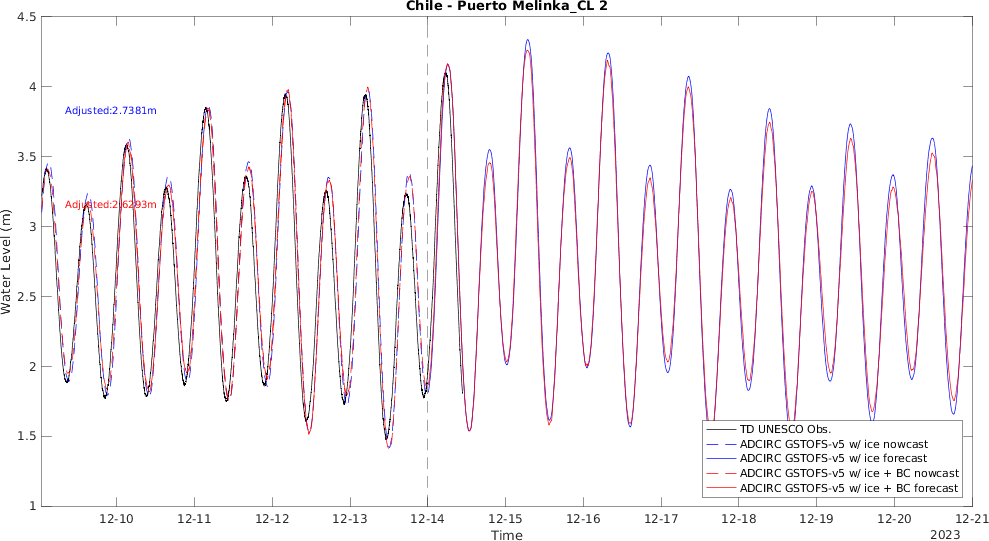 Chile - Puerto Melinka_CL 2
4.5
4
3.5
3
2.5
2
1.5
1
Water Level (m)
Adjusted:2.7381m
Adjusted:2.6293m
TD UNESCO Obs.
ADCIRC GSTOFS-v5 w/ ice nowcast
ADCIRC GSTOFS-v5 w/ ice forecast
ADCIRC GSTOFS-v5 w/ ice + BC nowcast
ADCIRC GSTOFS-v5 w/ ice + BC forecast
12-10 12-11 12-12 12-13 12-14 12-15 12-16 12-17 12-18 12-19 12-20 12-21
Time
2023